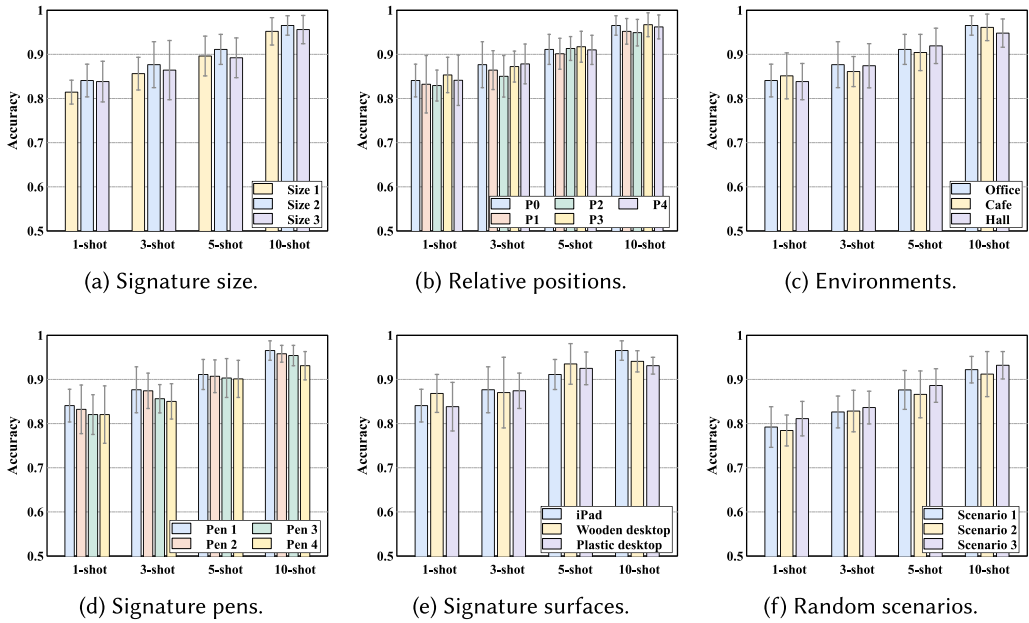 1
0.9
0.8
0.7
0.6
0.5
Accuracy
Size 1
Size 2
Size 3
1-shot 3-shot 5-shot 10-shot
(a) Signature size.
1
0.9
0.8
0.7
0.6
0.5
Accuracy
P0 P2 P4
P1 P3
1-shot 3-shot 5-shot 10-shot
(b) Relative positions.
1
0.9
0.8
0.7
0.6
0.5
Accuracy
Office
Cafe
Hall
1-shot 3-shot 5-shot 10-shot
(c) Environments.
1
0.9
0.8
0.7
0.6
0.5
Accuracy
Pen 1 Pen 3
Pen 2 Pen 4
1-shot 3-shot 5-shot 10-shot
(d) Signature pens.
1
0.9
0.8
0.7
0.6
0.5
Accuracy
iPad
Wooden desktop
Plastic desktop
1-shot 3-shot 5-shot 10-shot
(e) Signature surfaces.
1
0.9
0.8
0.7
0.6
0.5
Accuracy
Scenario 1
Scenario 2
Scenario 3
1-shot 3-shot 5-shot 10-shot
(f) Random scenarios.